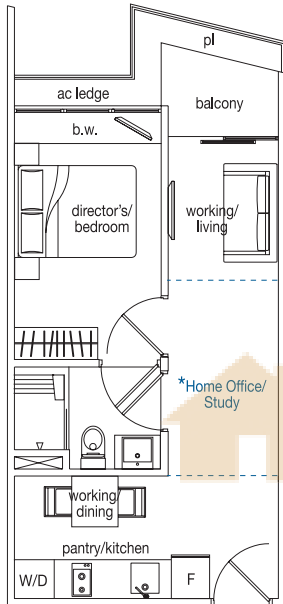 pl
ac ledge
balcony
b.w.
director's/
bedroom
working/
living
*Home Office/
Study
working/
dining
pantry/kitchen
W/D
F